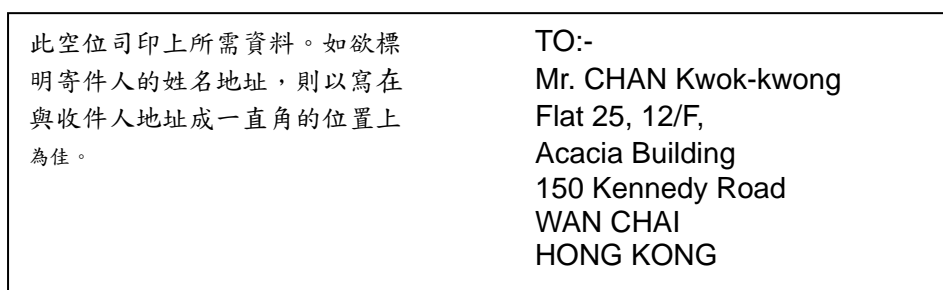 此空位司印上所需資料。如欲標
明寄件人的姓名地址，則以寫在
與收件人地址成一直角的位置上
為佳。
TO:-
Mr. CHAN Kwok-kwong
Flat 25, 12/F,
Acacia Building
150 Kennedy Road
WAN CHAI
HONG KONG